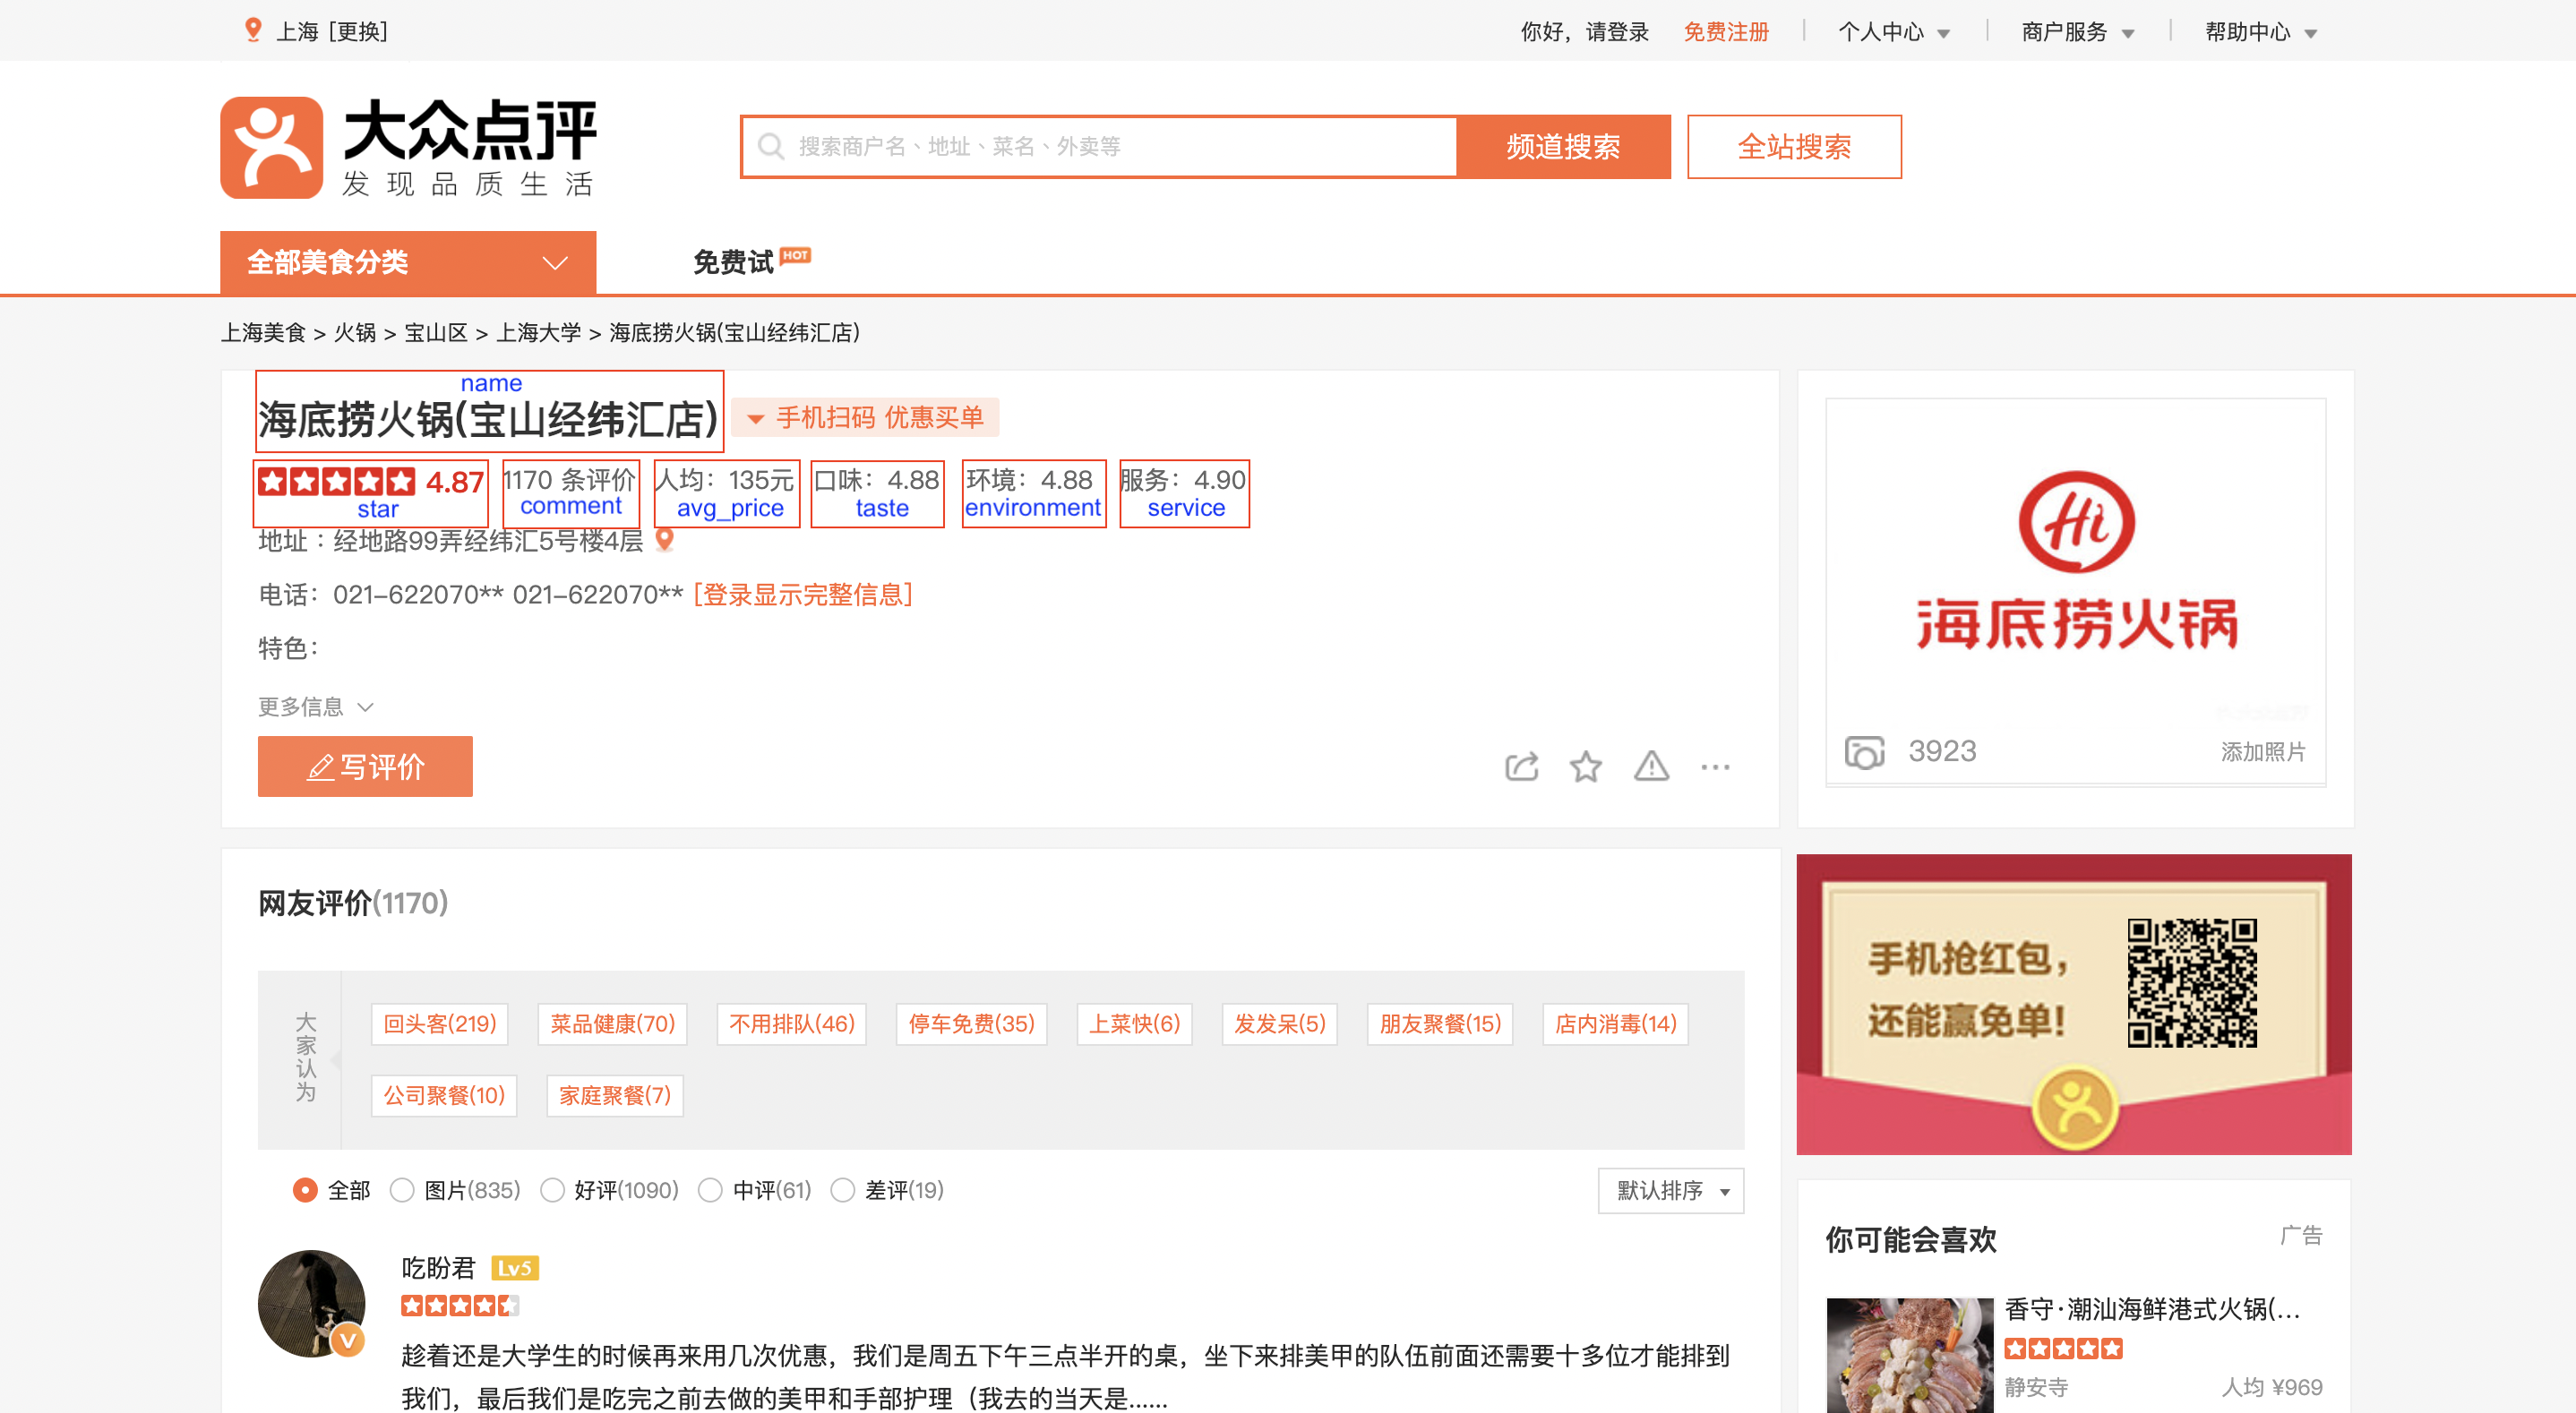 上海 [更换]
你好，请登录 免费注册 个人中心 商户服务 帮助中心
大众点评
发现品质生活
搜索商户名、地址、菜名、外卖等
频道搜索
全站搜索
全部美食分类
免费试 HOT
上海美食 > 火锅 > 宝山区 > 上海大学 > 海底捞火锅(宝山经纬汇店)
name
海底捞火锅(宝山经纬汇店)
手机扫码 优惠买单
4.87 1170 条评价 人均：135元 口味：4.88 环境：4.88 服务：4.90
star comment avg_price taste environment service
地址：经地路99弄经纬汇5号楼4层
电话：021-622070** 021-622070** [登录显示完整信息]
特色：
更多信息
写评价
Hi
海底捞火锅
3923 添加照片
网友评价(1170)
大家认为
回头客(219) 菜品健康(70) 不用排队(46) 停车免费(35) 上菜快(6) 发发呆(5) 朋友聚餐(15) 店内消毒(14)
公司聚餐(10) 家庭聚餐(7)
全部 图片(835) 好评(1090) 中评(61) 差评(19)
默认排序
吃盼君 Lv5
V
趁着还是大学生的时候再来用几次优惠，我们是周五下午三点半开的桌，坐下来排美甲的队伍前面还需要十多位才能排到
我们，最后我们是吃完之前去做的美甲和手部护理（我去的当天是......
手机抢红包，
还能赢免单！
你可能会喜欢 广告
香守·潮汕海鲜港式火锅(...
静安寺 人均 ¥969